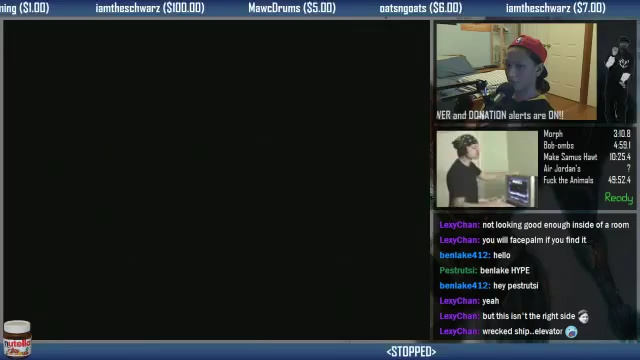 ming ($1.00) iamtheschwarz ($100.00) MawcDrums ($5.00) oatsngoats ($6.00) iamtheschwarz ($7.00)
WER and DONATION alerts are ON!!
Morph 3:10.8
Bob-ombs 4:59.1
Make Samus Hawt 10:25.4
Air Jordan's ?
Fuck the Animals 49:52.4
Ready
LexyChan: not looking good enough inside of a room
LexyChan: you will facepalm if you find it
benlake412: hello
Pestrutsi: benlake HYPE
benlake412: hey pestrutsi
LexyChan: yeah
LexyChan: but this isn't the right side
LexyChan: wrecked ship..elevator
nutella
<STOPPED>